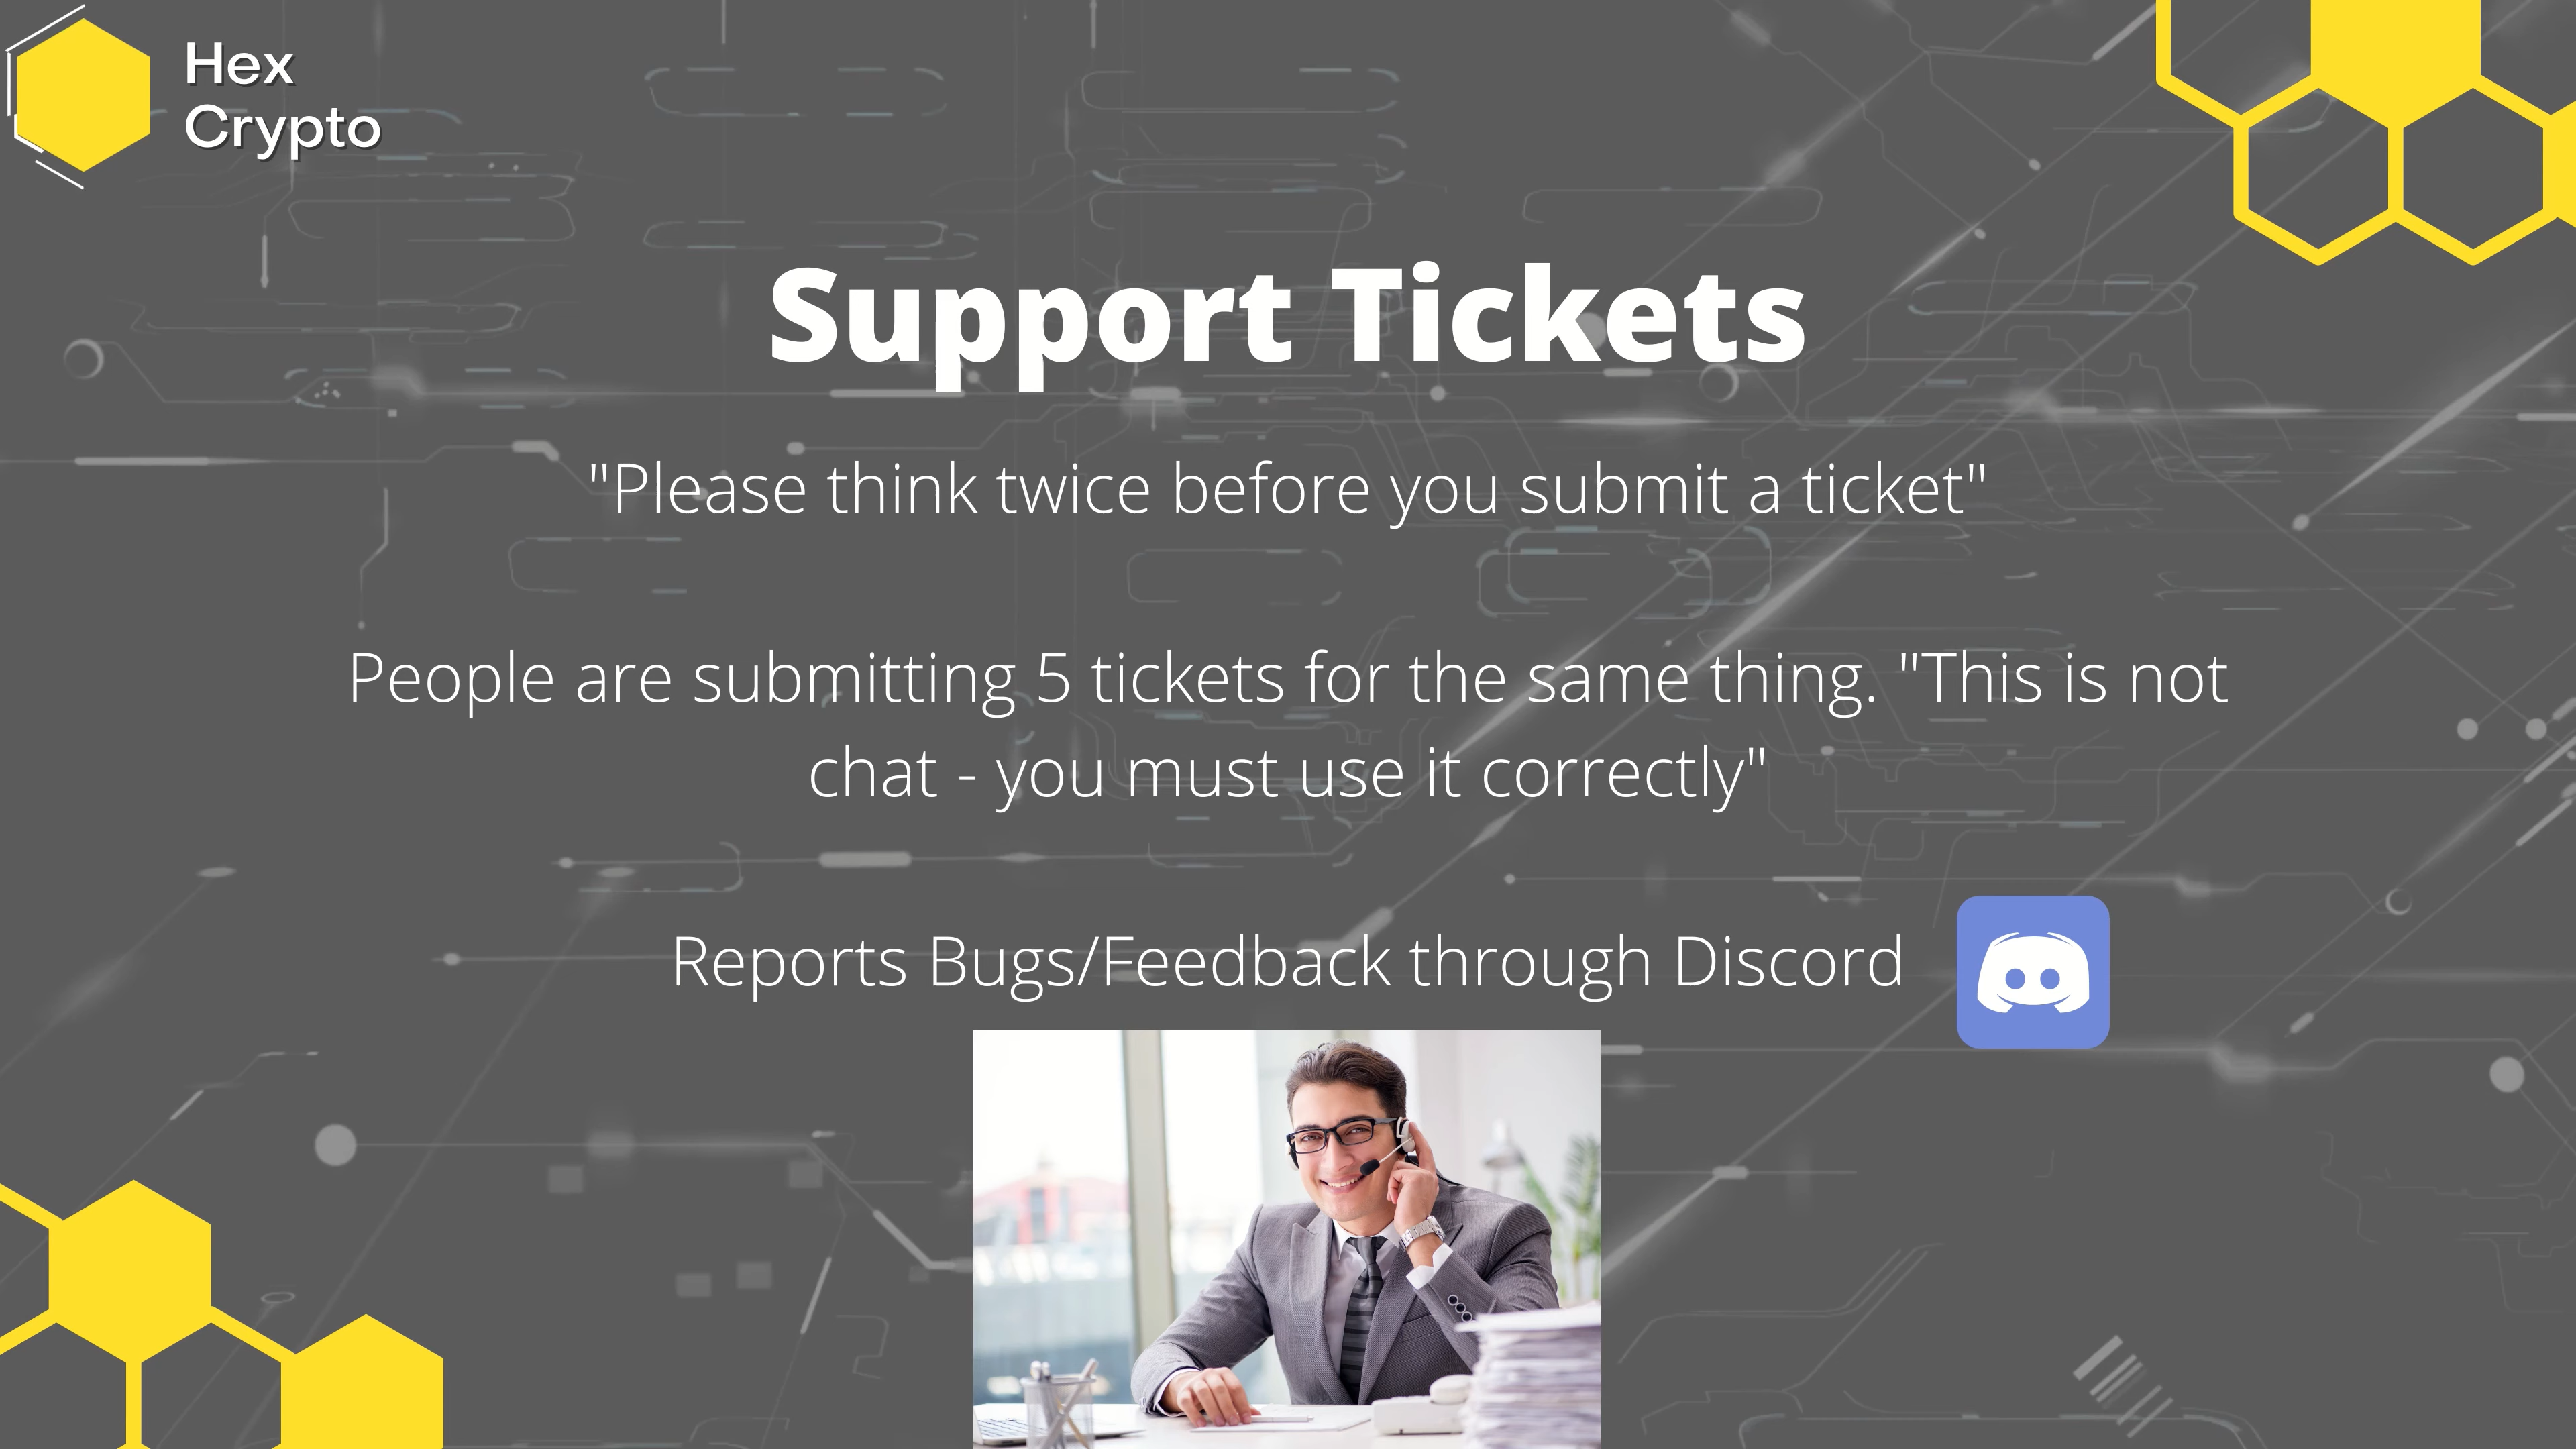 Hex
Crypto
Support Tickets
"Please think twice before you submit a ticket"
People are submitting 5 tickets for the same thing. "This is not
chat - you must use it correctly"
Reports Bugs/Feedback through Discord